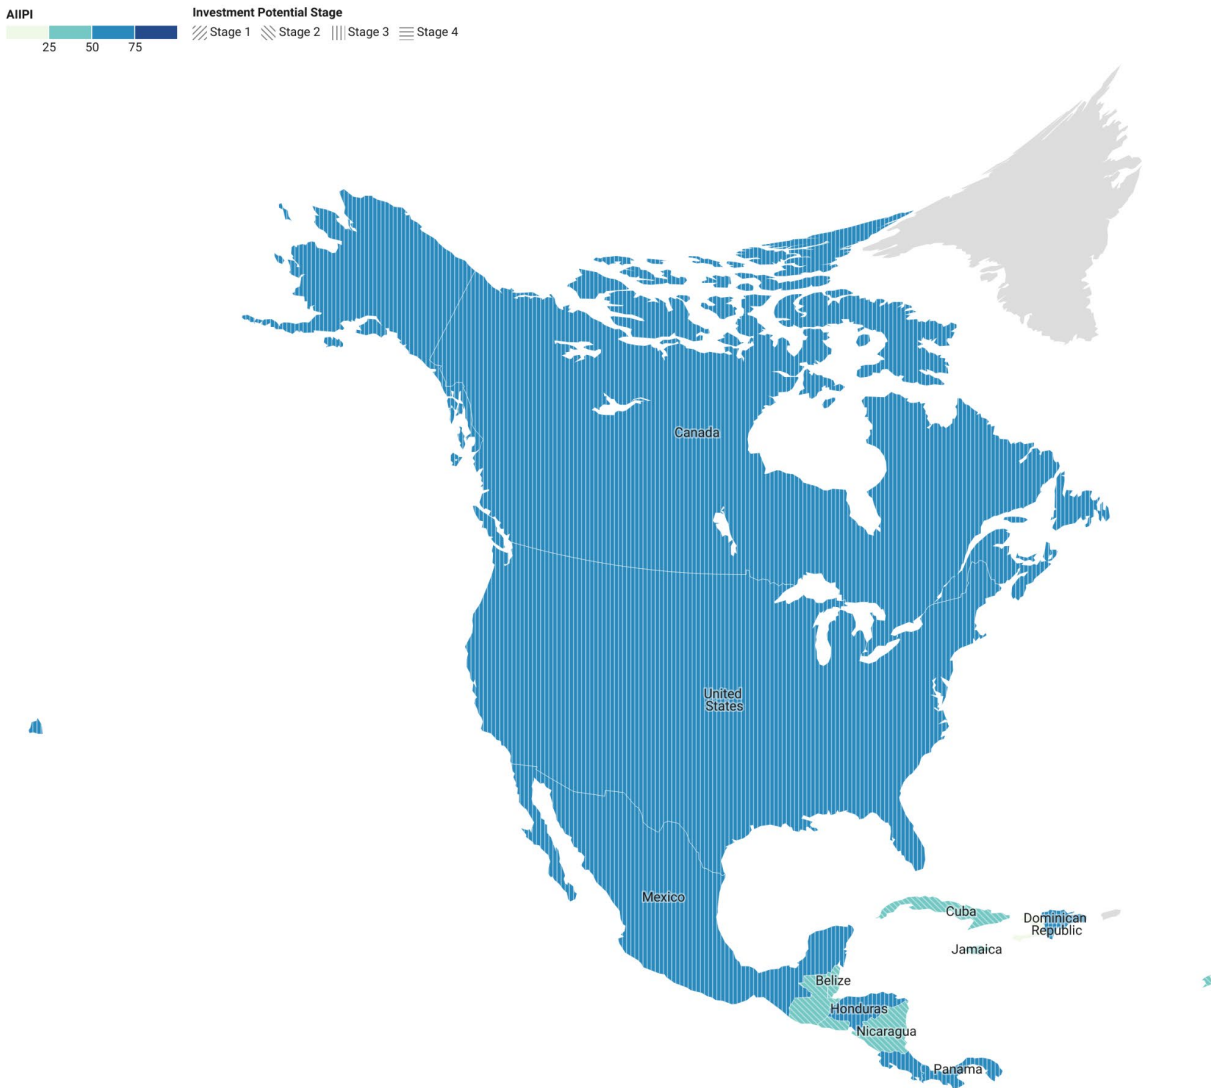 AIIPI
25 50 75
Investment Potential Stage
Stage 1 Stage 2 Stage 3 Stage 4
Canada
United
States
Mexico
Cuba
Dominican
Republic
Jamaica
Belize
Honduras
Nicaragua
Panama